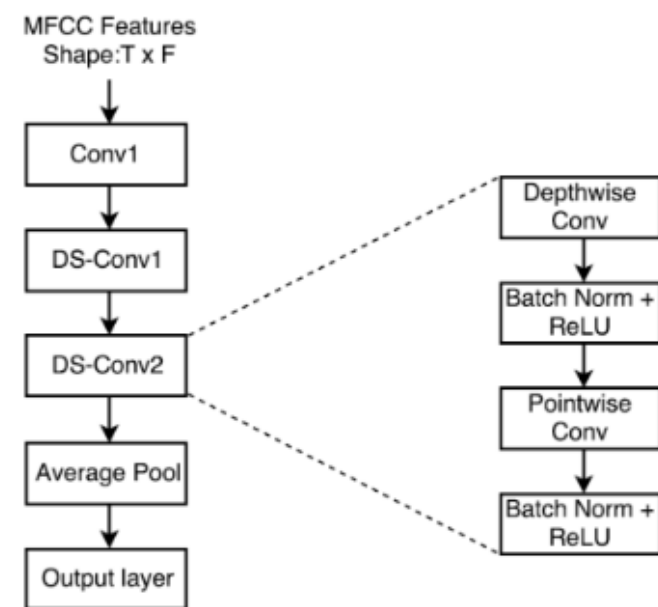 MFCC Features
Shape:T x F
Conv1
DS-Conv1
DS-Conv2
Average Pool
Output layer
Depthwise
Conv
Batch Norm +
ReLU
Pointwise
Conv
Batch Norm +
ReLU